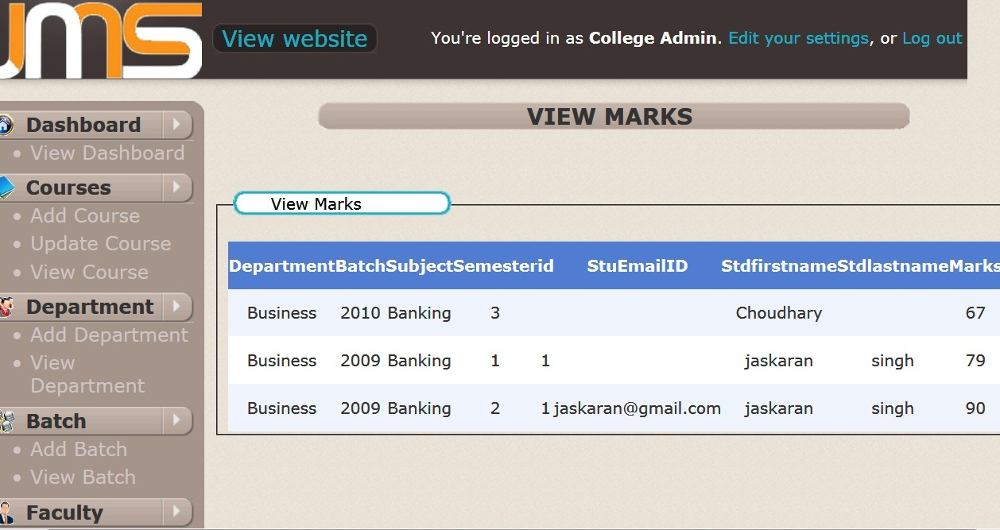 UMS
View website
You're logged in as College Admin. Edit your settings, or Log out
VIEW MARKS
Dashboard
• View Dashboard
Courses
• Add Course
• Update Course
• View Course
Department
• Add Department
• View
Department
Batch
• Add Batch
• View Batch
Faculty
View Marks
Department Batch Subject Semester id StuEmailID Stdfirstname Stdlastname Marks
Business 2010 Banking 3 Choudhary 67
Business 2009 Banking 1 1 jaskaran singh 79
Business 2009 Banking 2 1 jaskaran@gmail.com jaskaran singh 90